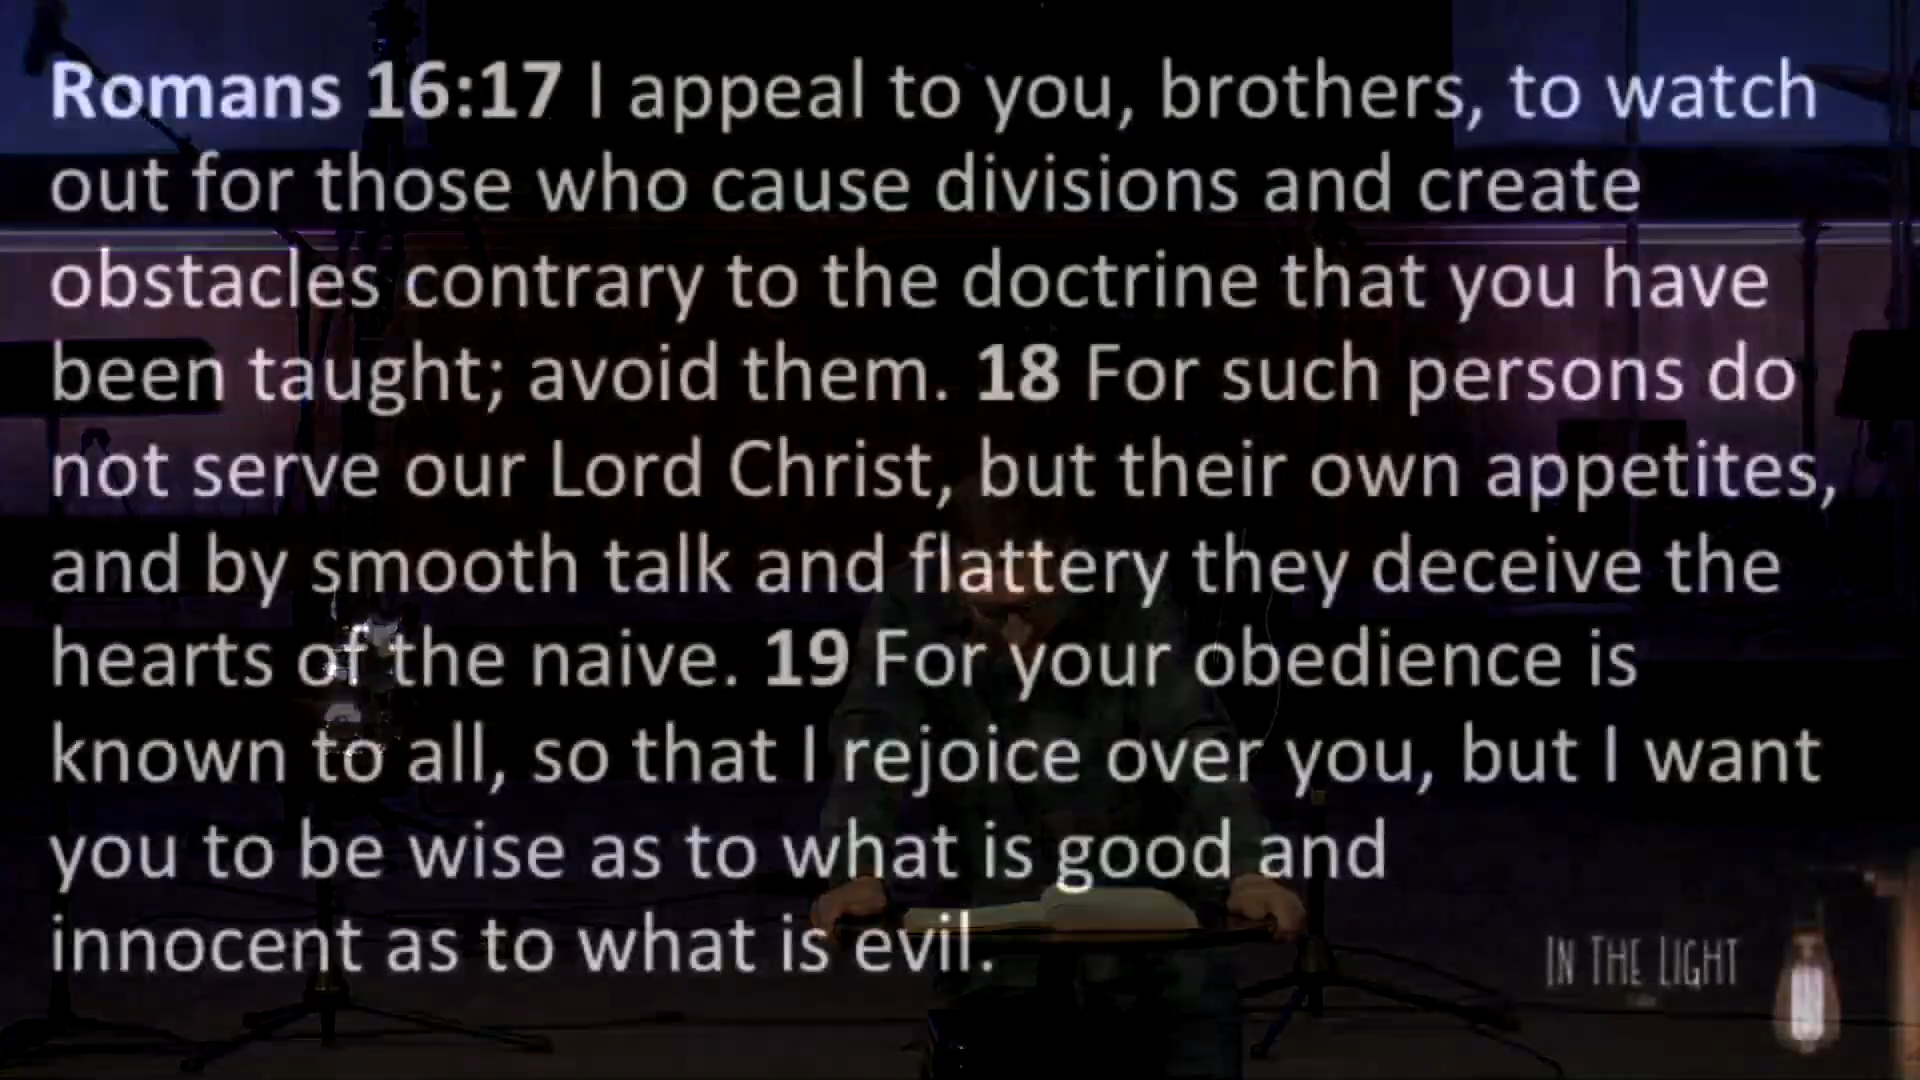 Romans 16:17 I appeal to you, brothers, to watch
out for those who cause divisions and create
obstacles contrary to the doctrine that you have
been taught; avoid them. 18 For such persons do
not serve our Lord Christ, but their own appetites,
and by smooth talk and flattery they deceive the
hearts of the naive. 19 For your obedience is
known to all, so that I rejoice over you, but I want
you to be wise as to what is good and
innocent as to what is evil.
IN THE LIGHT